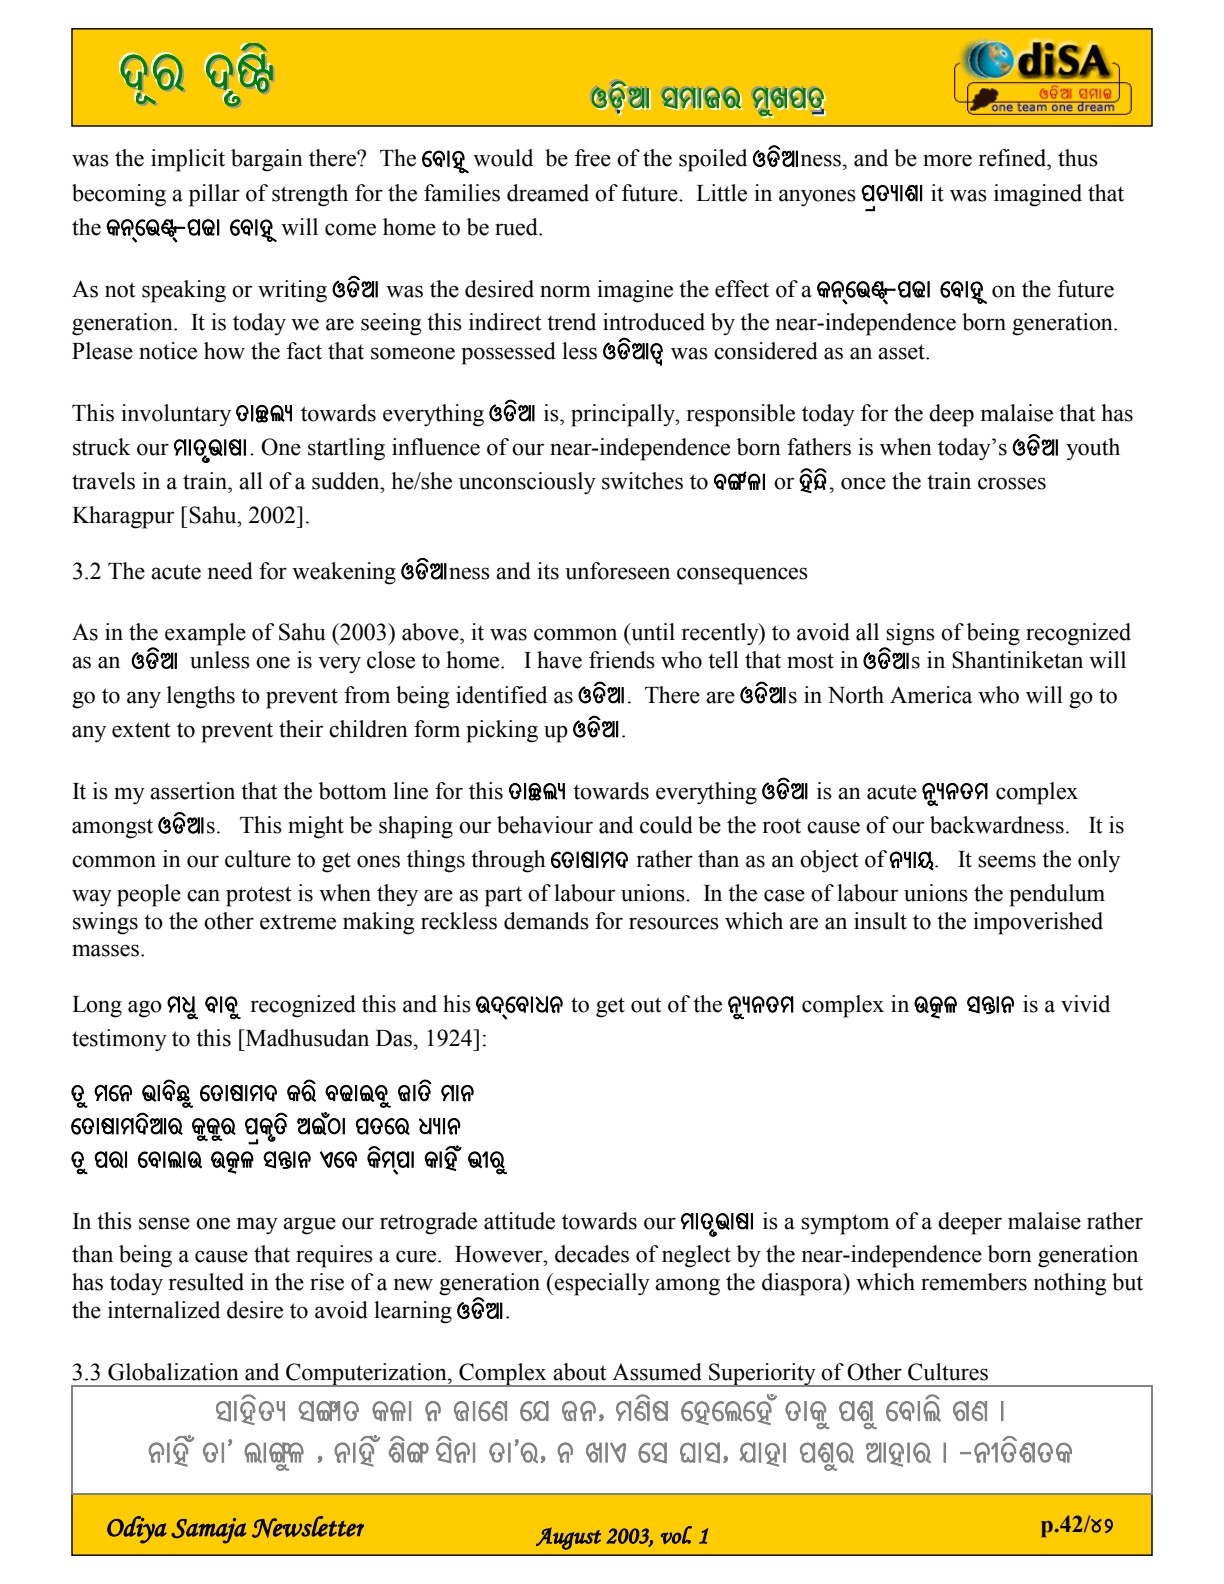 ଦୂର ଦୃଷ୍ଟି
ଓଡ଼ିଆ ସମାଜର ମୁଖପତ୍ର
OdiSA
ଓଡିଆ ସମାଜ
one team one dream
was the implicit bargain there? The ବୋହୂ would be free of the spoiled ଓଡିଆness, and be more refined, thus
becoming a pillar of strength for the families dreamed of future. Little in anyones ପ୍ରତ୍ୟାଶା it was imagined that
the କନ୍‌ଭେଣ୍ଟ୍-ପଢା ବୋହୂ will come home to be rued.
As not speaking or writing ଓଡିଆ was the desired norm imagine the effect of a କନ୍‌ଭେଣ୍ଟ୍-ପଢା ବୋହୂ on the future
generation. It is today we are seeing this indirect trend introduced by the near-independence born generation.
Please notice how the fact that someone possessed less ଓଡିଆତ୍ୱ was considered as an asset.
This involuntary ତାଛଲ୍ୟ towards everything ଓଡିଆ is, principally, responsible today for the deep malaise that has
struck our ମାତୃଭାଷା. One startling influence of our near-independence born fathers is when today’s ଓଡିଆ youth
travels in a train, all of a sudden, he/she unconsciously switches to ବଙ୍ଗଳା or ହିନ୍ଦି, once the train crosses
Kharagpur [Sahu, 2002].
3.2 The acute need for weakening ଓଡିଆness and its unforeseen consequences
As in the example of Sahu (2003) above, it was common (until recently) to avoid all signs of being recognized
as an ଓଡିଆ unless one is very close to home. I have friends who tell that most in ଓଡିଆs in Shantiniketan will
go to any lengths to prevent from being identified as ଓଡିଆ. There are ଓଡିଆs in North America who will go to
any extent to prevent their children form picking up ଓଡିଆ.
It is my assertion that the bottom line for this ତାଛଲ୍ୟ towards everything ଓଡିଆ is an acute ନ୍ୟୁନତମ complex
amongst ଓଡିଆs. This might be shaping our behaviour and could be the root cause of our backwardness. It is
common in our culture to get ones things through ତୋଷାମଦ rather than as an object of ନ୍ୟାୟ. It seems the only
way people can protest is when they are as part of labour unions. In the case of labour unions the pendulum
swings to the other extreme making reckless demands for resources which are an insult to the impoverished
masses.
Long ago ମଧୁ ବାବୁ recognized this and his ଉଦ୍‌ବୋଧନ to get out of the ନ୍ୟୁନତମ complex in ଉତ୍କଳ ସନ୍ତାନ is a vivid
testimony to this [Madhusudan Das, 1924]:
ତୁ ମନେ ଭାବିଛୁ ତୋଷାମଦ କରି ବଢାଇବୁ ଜାତି ମାନ
ତୋଷାମଦିଆର କୁକୁର ପ୍ରକୃତି ଅଇଁଠା ପତରେ ଧ୍ୟାନ
ତୁ ପରା ବୋଲାଉ ଉତ୍କଳ ସନ୍ତାନ ଏବେ କିମ୍ପା କାହିଁ ଭୀରୁ
In this sense one may argue our retrograde attitude towards our ମାତୃଭାଷା is a symptom of a deeper malaise rather
than being a cause that requires a cure. However, decades of neglect by the near-independence born generation
has today resulted in the rise of a new generation (especially among the diaspora) which remembers nothing but
the internalized desire to avoid learning ଓଡିଆ.
3.3 Globalization and Computerization, Complex about Assumed Superiority of Other Cultures
ସାହିତ୍ୟ ସଙ୍ଗୀତ କଳା ନ ଜାଣେ ଯେ ଜନ, ମଣିଷ ହେଲେହେଁ ତାକୁ ପଶୁ ବୋଲି ଗଣ ।
ନାହିଁ ତା’ ଲାଙ୍ଗୁଳ , ନାହିଁ ଶିଙ୍ଗ ସିନା ତା’ର, ନ ଖାଏ ସେ ଘାସ, ଯାହା ପଶୁର ଆହାର । -ନୀତିଶତକ
Odiya Samaja Newsletter
August 2003, vol. 1
p.42/୪୨